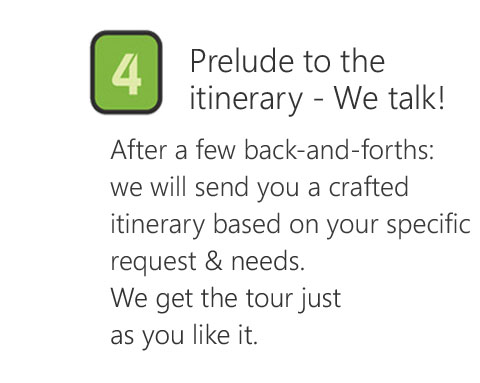 4
Prelude to the
itinerary - We talk!
After a few back-and-forths:
we will send you a crafted
itinerary based on your specific
request & needs.
We get the tour just
as you like it.